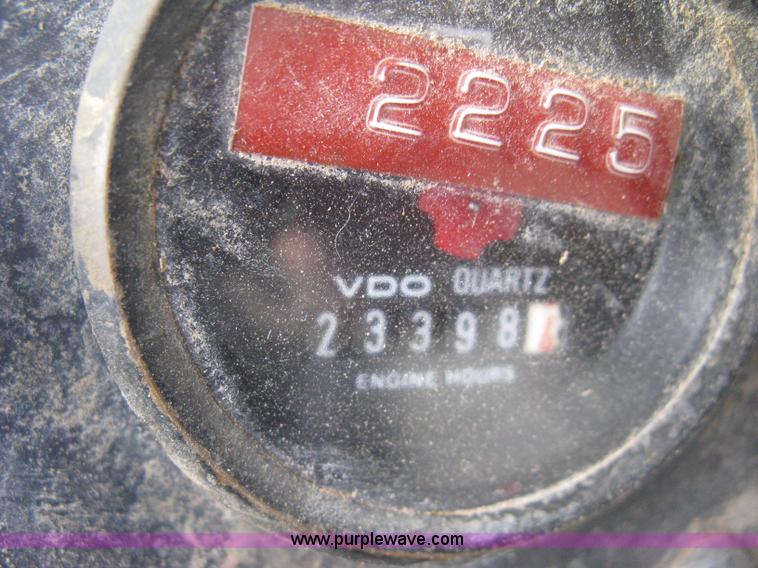 2225
VDO QUARTZ
23398
ENGINE HOURS
www.purplewave.com